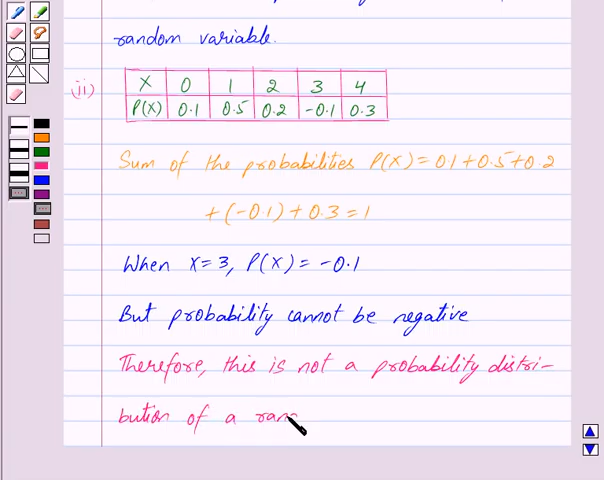 random variable.
(ii)
X 0 1 2 3 4
P(X) 0.1 0.5 0.2 -0.1 0.3
Sum of the probabilities P(X) = 0.1 + 0.5 + 0.2
+ (-0.1) + 0.3 = 1
When X = 3, P(X) = -0.1
But probability cannot be negative
Therefore, this is not a probability distri-
bution of a ran